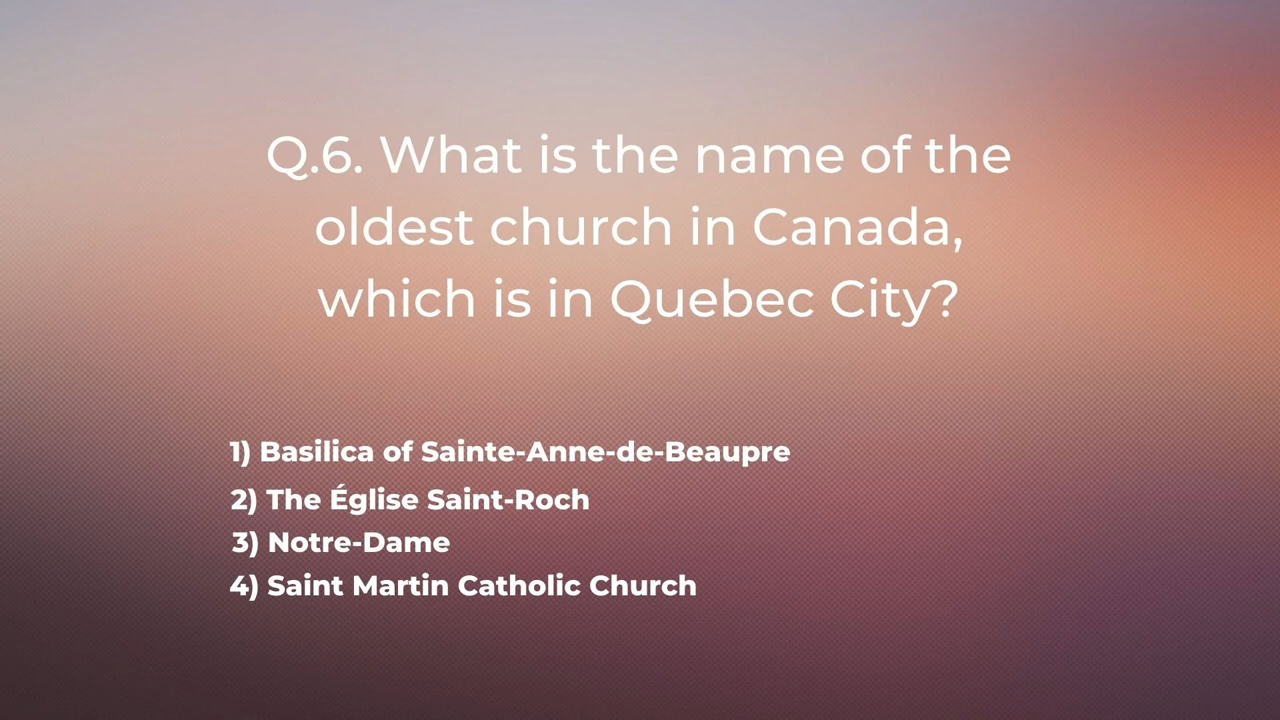 Q.6. What is the name of the
oldest church in Canada,
which is in Quebec City?
1) Basilica of Sainte-Anne-de-Beaupre
2) The Église Saint-Roch
3) Notre-Dame
4) Saint Martin Catholic Church